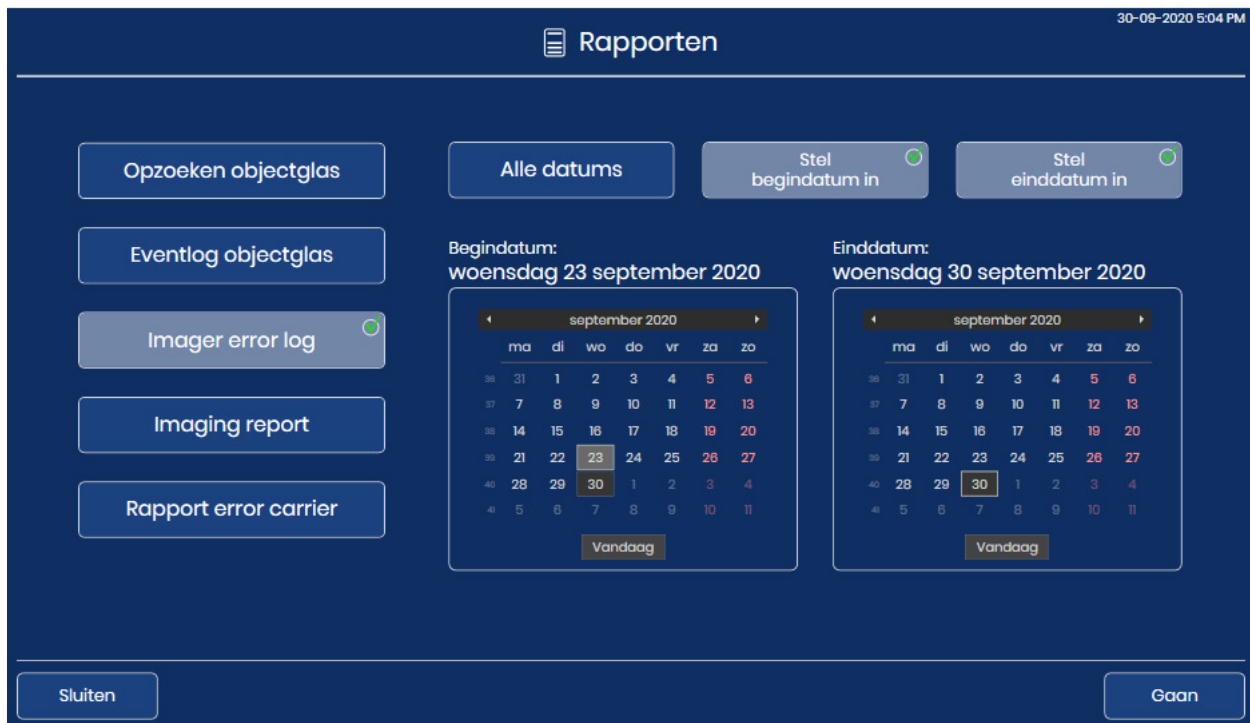 30-09-2020 5:04 PM
Rapporten
Opzoeken objectglas
Alle datums
Stel
begindatum in
Stel
einddatum in
Eventlog objectglas
Begindatum:
woensdag 23 september 2020
Einddatum:
woensdag 30 september 2020
Imager error log
september 2020
ma di wo do vr za zo
36 31 1 2 3 4 5 6
37 7 8 9 10 11 12 13
38 14 15 16 17 18 19 20
39 21 22 23 24 25 26 27
40 28 29 30 1 2 3 4
41 5 6 7 8 9 10 11
Vandaag
september 2020
ma di wo do vr za zo
36 31 1 2 3 4 5 6
37 7 8 9 10 11 12 13
38 14 15 16 17 18 19 20
39 21 22 23 24 25 26 27
40 28 29 30 1 2 3 4
41 5 6 7 8 9 10 11
Vandaag
Imaging report
Rapport error carrier
Sluiten
Gaan